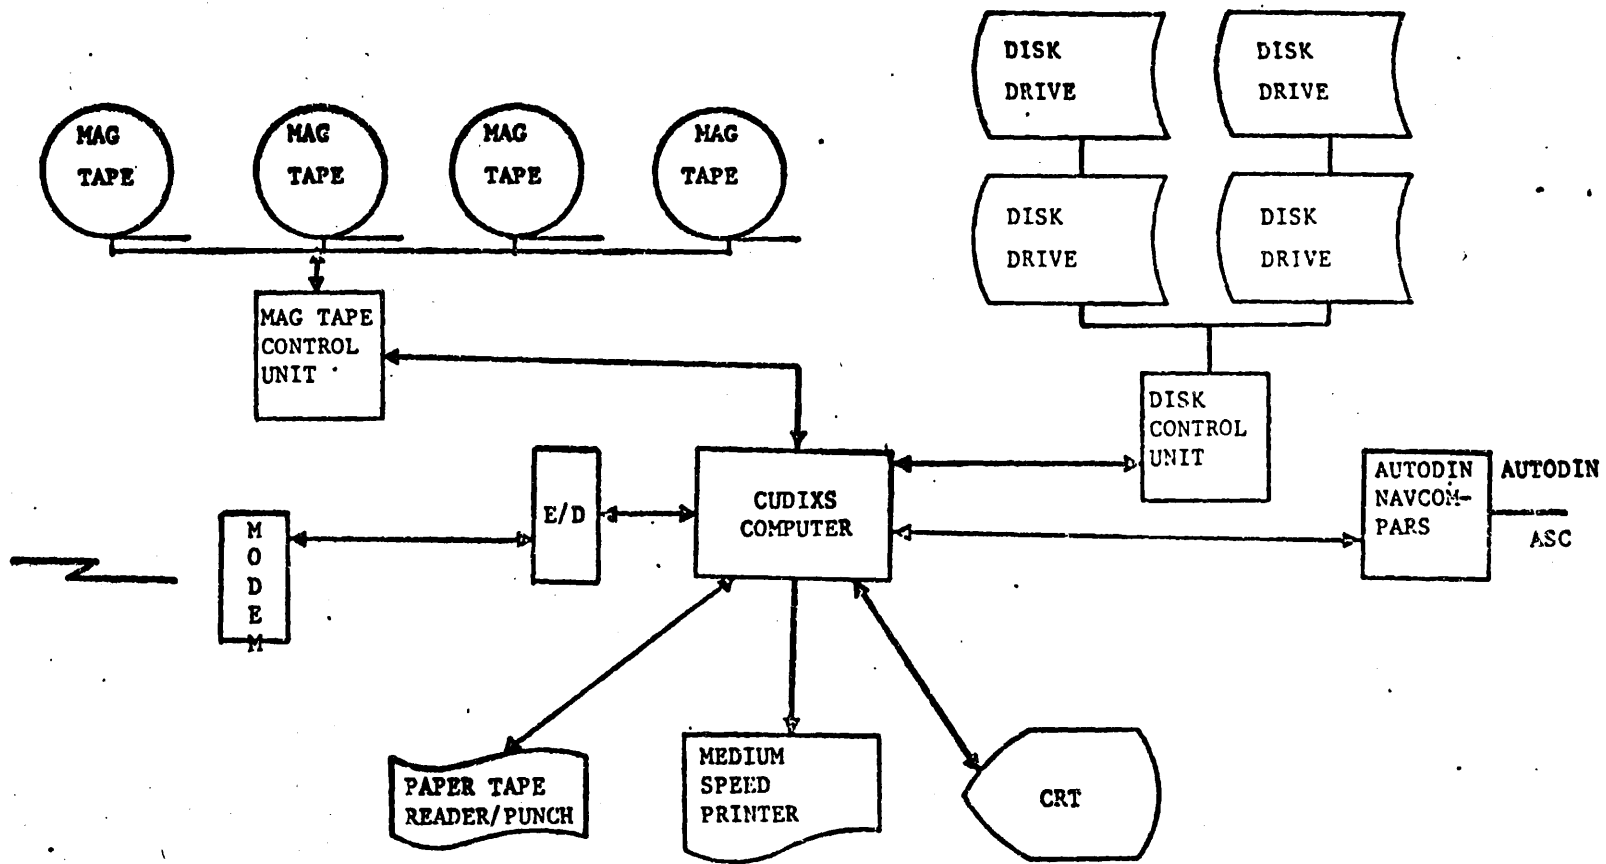 DISK
DRIVE
DISK
DRIVE
MAG
TAPE
MAG
TAPE
MAG
TAPE
MAG
TAPE
DISK
DRIVE
DISK
DRIVE
MAG TAPE
CONTROL
UNIT
DISK
CONTROL
UNIT
AUTODIN
NAVCOM-
PARS
AUTODIN
ASC
E/D
CUDIXS
COMPUTER
M
O
D
E
M
PAPER TAPE
READER/PUNCH
MEDIUM
SPEED
PRINTER
CRT